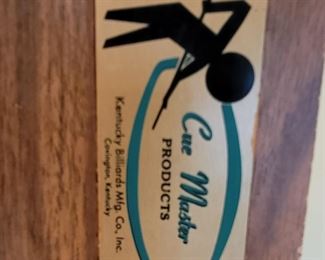 Cue Master
PRODUCTS
Kentucky Billiards Mfg. Co., Inc.
Covington, Kentucky